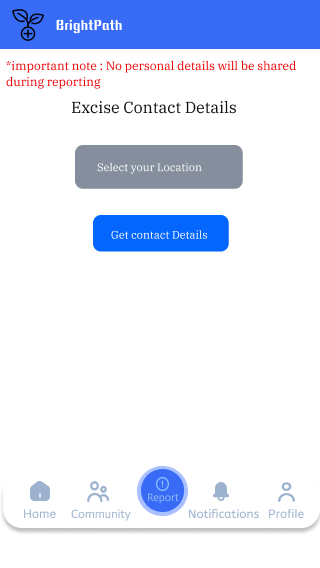 BrightPath
*important note : No personal details will be shared
during reporting
Excise Contact Details
Select your Location
Get contact Details
Home
Community
Report
Notifications
Profile